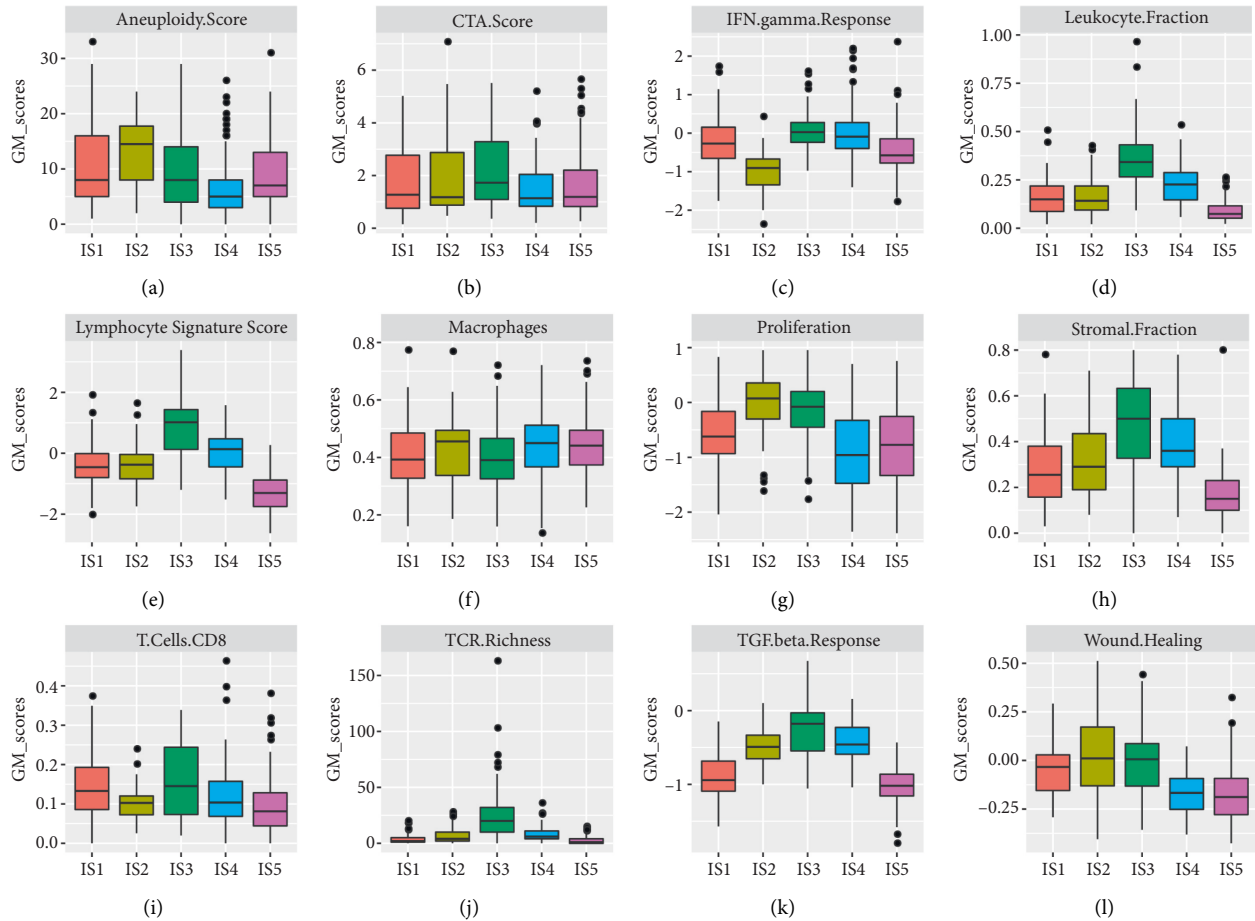 Aneuploidy.Score
GM_scores
30
20
10
0
IS1 IS2 IS3 IS4 IS5
(a)
CTA.Score
GM_scores
6
4
2
0
IS1 IS2 IS3 IS4 IS5
(b)
IFN.gamma.Response
GM_scores
2
1
0
−1
−2
IS1 IS2 IS3 IS4 IS5
(c)
Leukocyte.Fraction
GM_scores
1.00
0.75
0.50
0.25
0.00
IS1 IS2 IS3 IS4 IS5
(d)
Lymphocyte Signature Score
GM_scores
2
0
−2
IS1 IS2 IS3 IS4 IS5
(e)
Macrophages
GM_scores
0.8
0.6
0.4
0.2
IS1 IS2 IS3 IS4 IS5
(f)
Proliferation
GM_scores
1
0
−1
−2
IS1 IS2 IS3 IS4 IS5
(g)
Stromal.Fraction
GM_scores
0.8
0.6
0.4
0.2
0.0
IS1 IS2 IS3 IS4 IS5
(h)
T.Cells.CD8
GM_scores
0.4
0.3
0.2
0.1
0.0
IS1 IS2 IS3 IS4 IS5
(i)
TCR.Richness
GM_scores
150
100
50
0
IS1 IS2 IS3 IS4 IS5
(j)
TGF.beta.Response
GM_scores
0
−1
IS1 IS2 IS3 IS4 IS5
(k)
Wound.Healing
GM_scores
0.50
0.25
0.00
−0.25
IS1 IS2 IS3 IS4 IS5
(l)